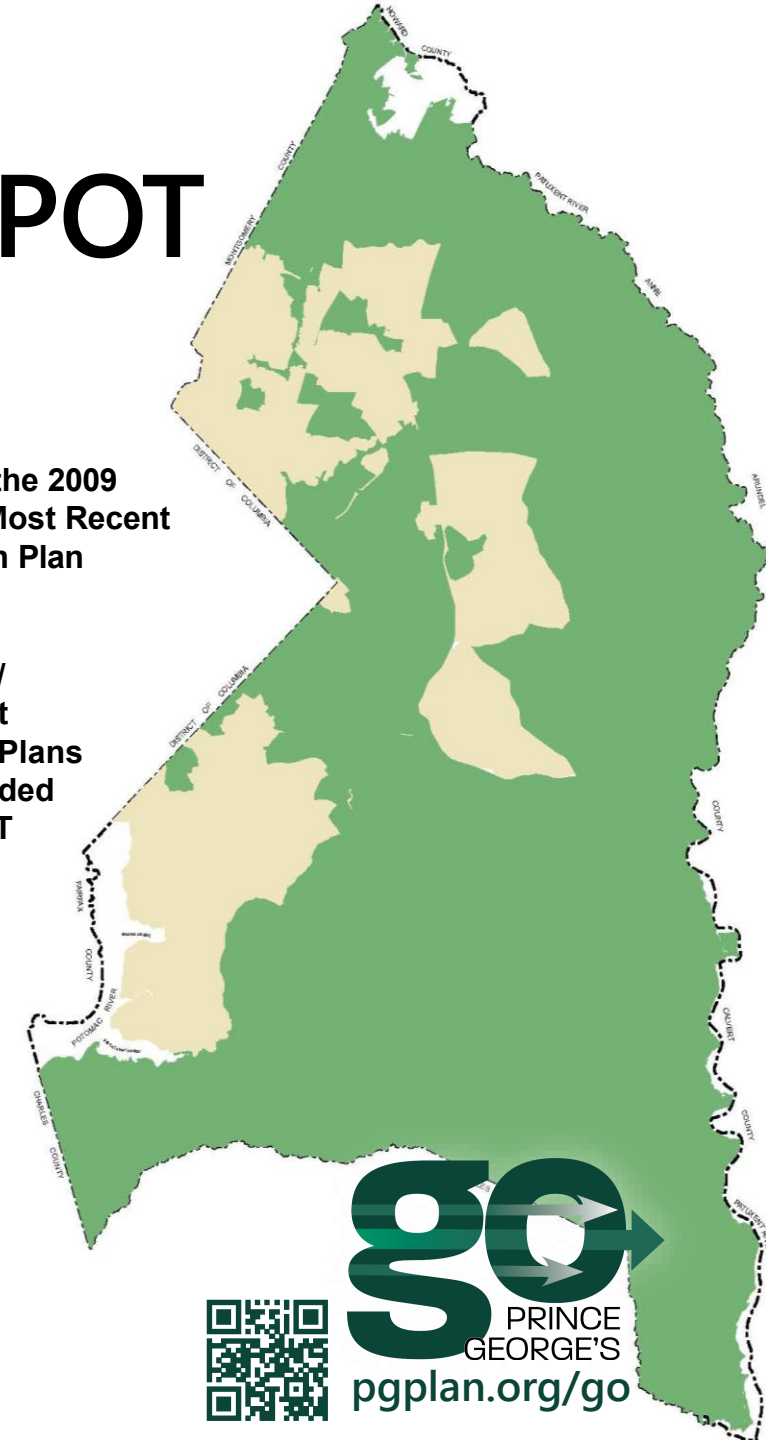 HOWARD
COUNTY
POT
COUNTY
MONTGOMERY
PATUXENT RIVER
ANNE
the 2009
Most Recent
n Plan
DISTRICT OF COLUMBIA
ARUNDEL
DISTRICT OF COLUMBIA
t
Plans
ded
T
COUNTY
FAIRFAX
COUNTY
POTOMAC RIVER
CALVERT
CHARLES
COUNTY
COUNTY
PATUXENT
go
PRINCE
GEORGE'S
pgplan.org/go